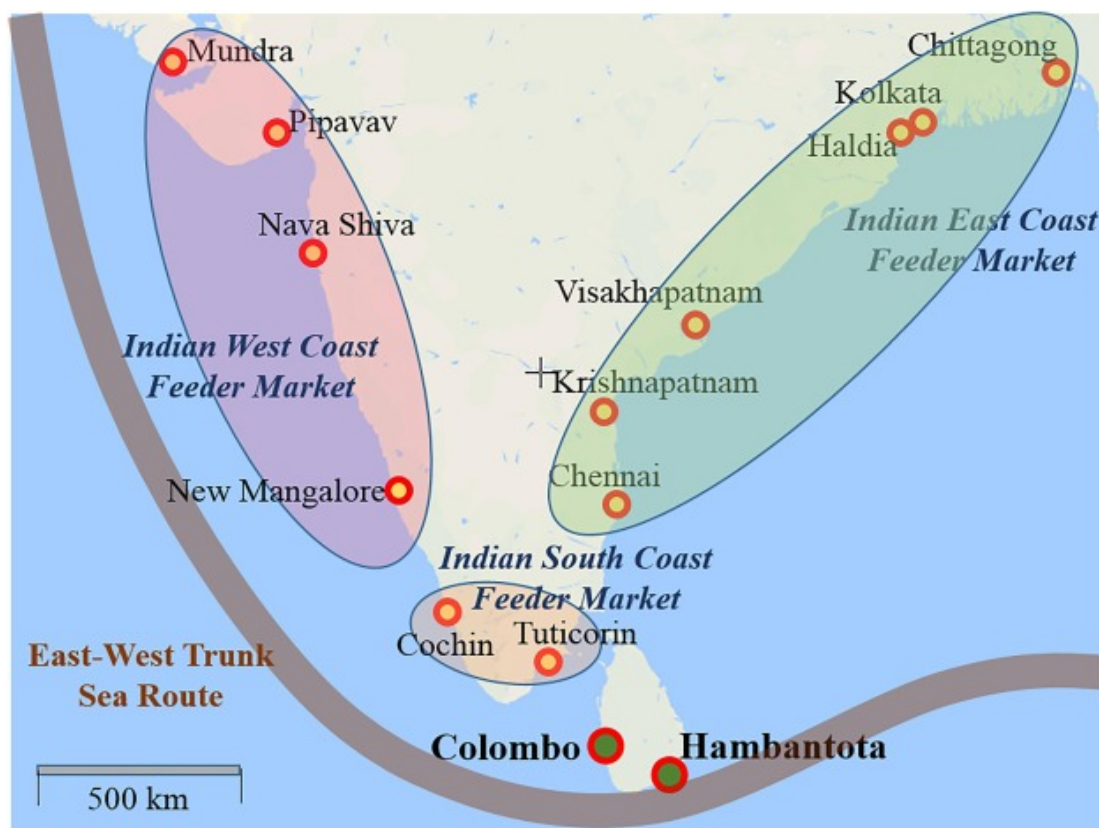 Mundra
Chittagong
Kolkata
Pipavav
Haldia
Nava Shiva
Indian East Coast
Feeder Market
Visakhapatnam
Indian West Coast
Feeder Market
Krishnapatnam
Chennai
New Mangalore
Indian South Coast
Feeder Market
Cochin
Tuticorin
East-West Trunk
Sea Route
Colombo
Hambantota
500 km